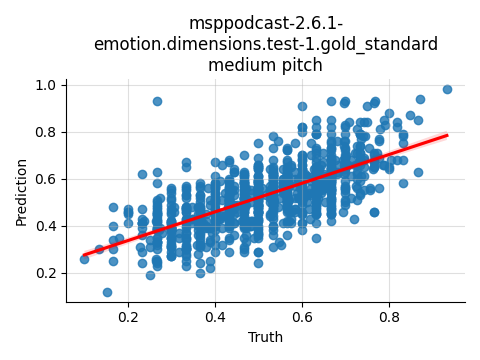 msppodcast-2.6.1-
emotion.dimensions.test-1.gold_standard
medium pitch
1.0
0.8
0.6
0.4
0.2
Prediction
0.2 0.4 0.6 0.8
Truth